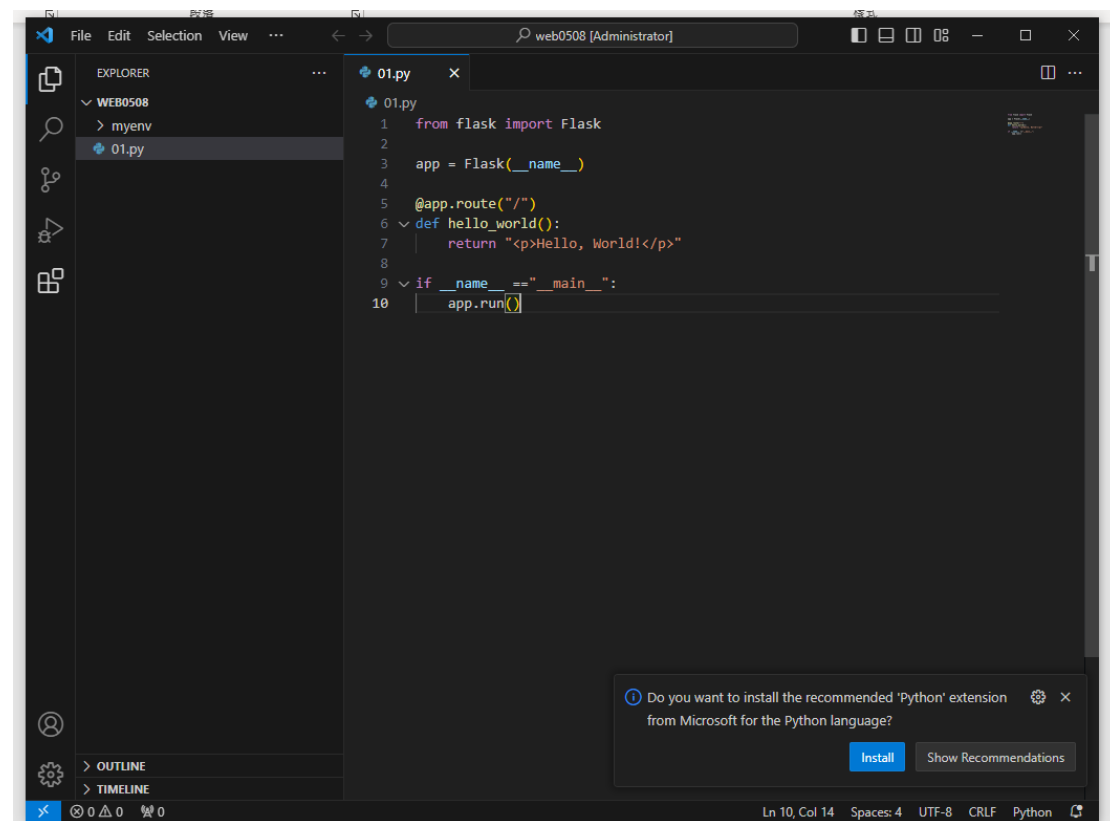 段落
样式
File Edit Selection View ··· web0508 [Administrator]
EXPLORER ···
WEB0508
myenv
01.py
01.py
01.py
1 from flask import Flask
2
3 app = Flask(__name__)
4
5 @app.route("/")
6 def hello_world():
7 return "<p>Hello, World!</p>"
8
9 if __name__ =="__main__":
10 app.run()
Do you want to install the recommended 'Python' extension
from Microsoft for the Python language?
Install Show Recommendations
OUTLINE
TIMELINE
0 0 0 Ln 10, Col 14 Spaces: 4 UTF-8 CRLF Python